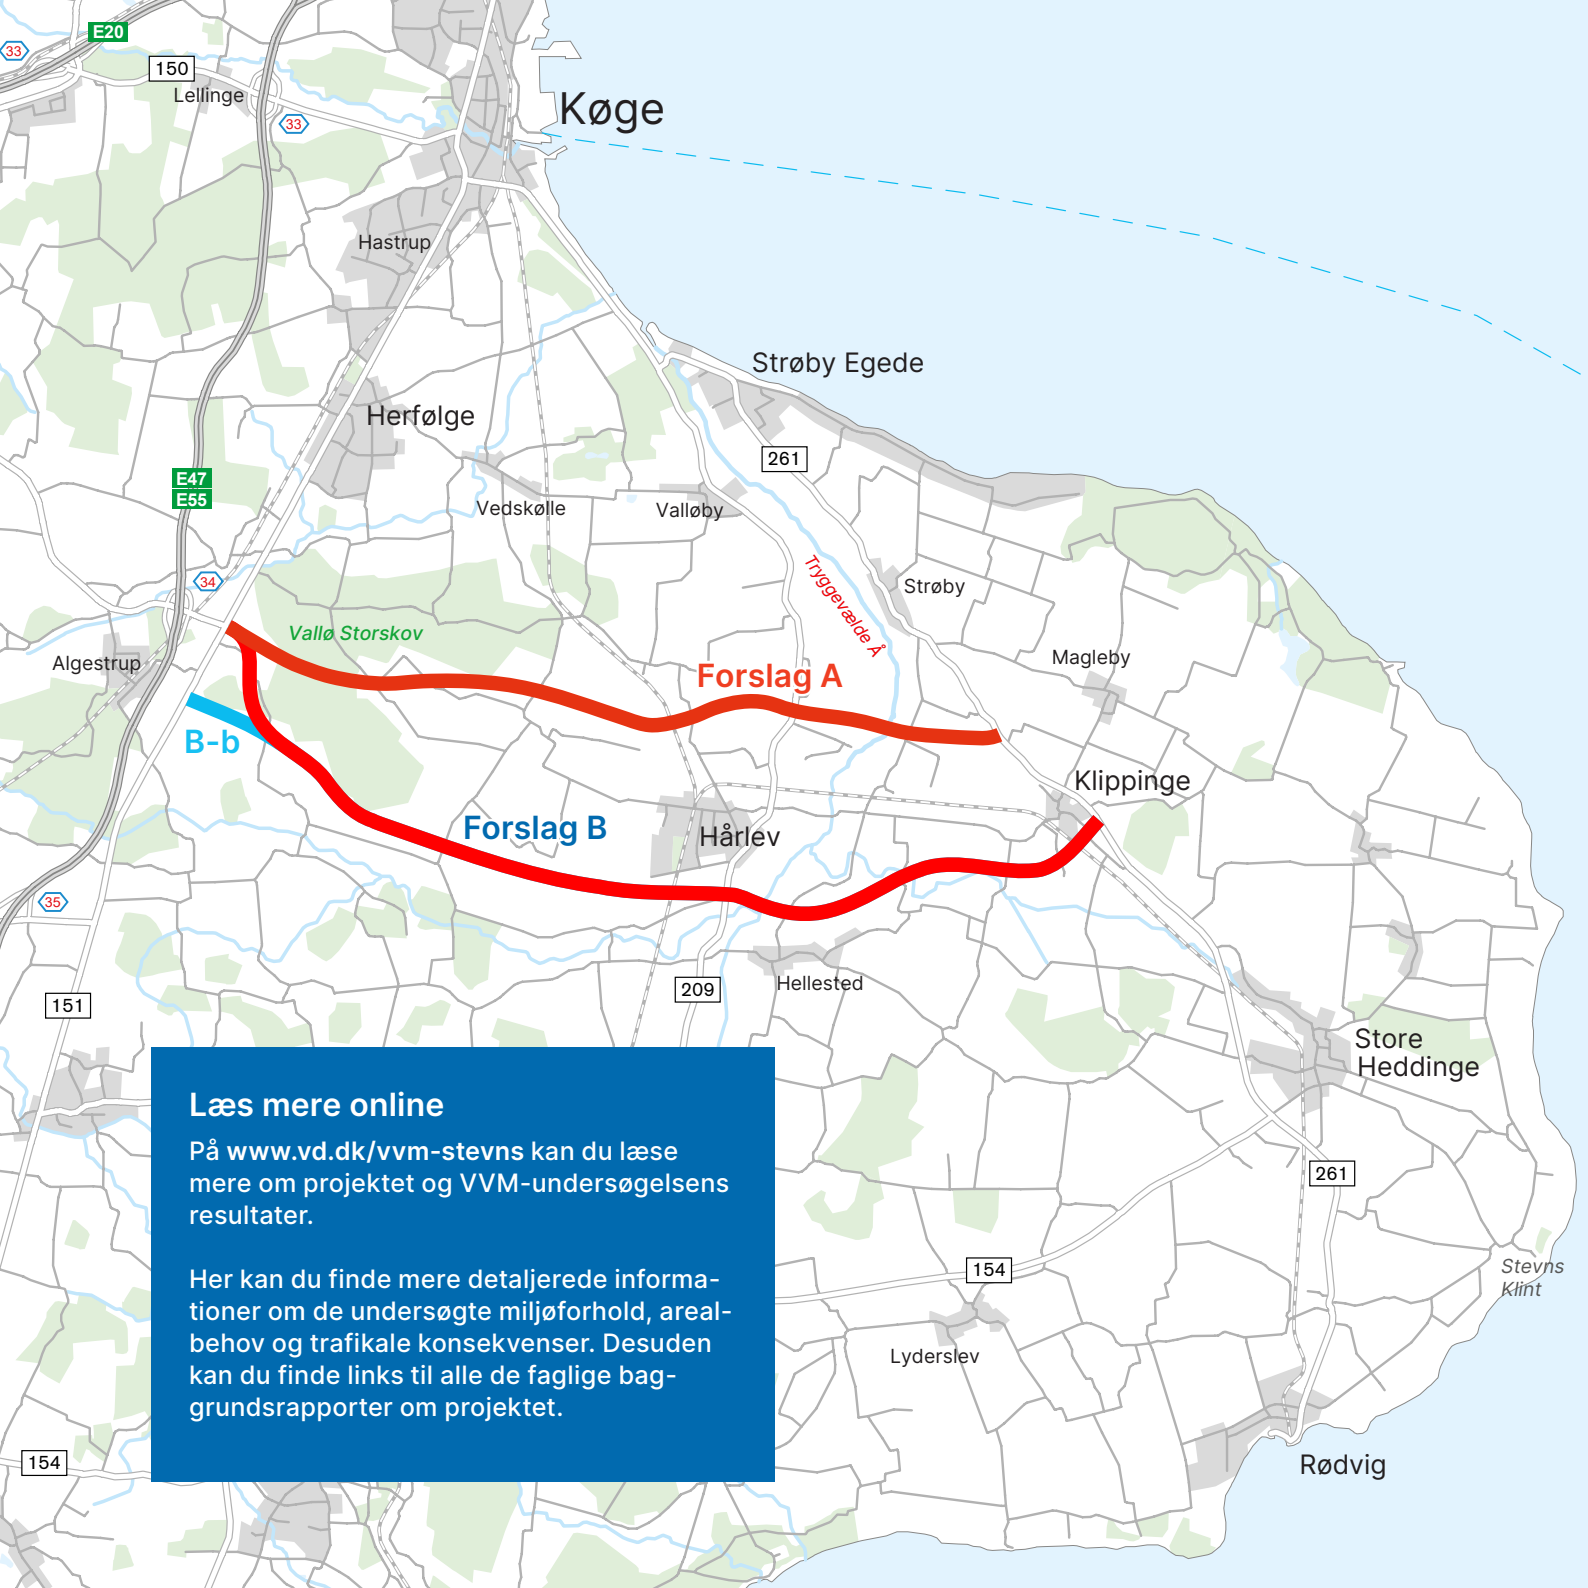 E20
33
150
Lellinge
33
Køge
Hastrup
Strøby Egede
Herfølge
261
E47
E55
Vedskølle
Valløby
34
Tryggevælde Å
Strøby
Vallø Storskov
Algestrup
Magleby
Forslag A
B-b
Klippinge
Forslag B
Hårlev
35
Hellested
209
151
Store
Heddinge
Læs mere online
På www.vd.dk/vvm-stevns kan du læse
mere om projektet og VVM-undersøgelsens
resultater.
Her kan du finde mere detaljerede informa-
tioner om de undersøgte miljøforhold, areal-
behov og trafikale konsekvenser. Desuden
kan du finde links til alle de faglige bag-
grundsrapporter om projektet.
261
154
Stevns
Klint
Lyderslev
154
Rødvig